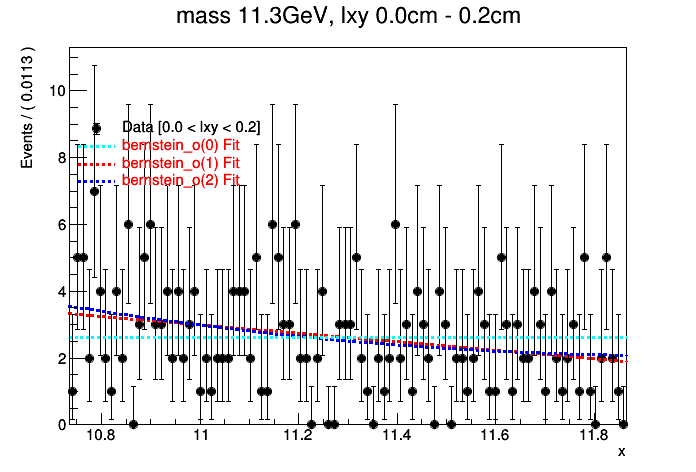 mass 11.3GeV, lxy 0.0cm - 0.2cm
Events / ( 0.0113 )
10
8
6
4
2
0
Data [0.0 < lxy < 0.2]
bernstein_o(0) Fit
bernstein_o(1) Fit
bernstein_o(2) Fit
10.8 11 11.2 11.4 11.6 11.8
x